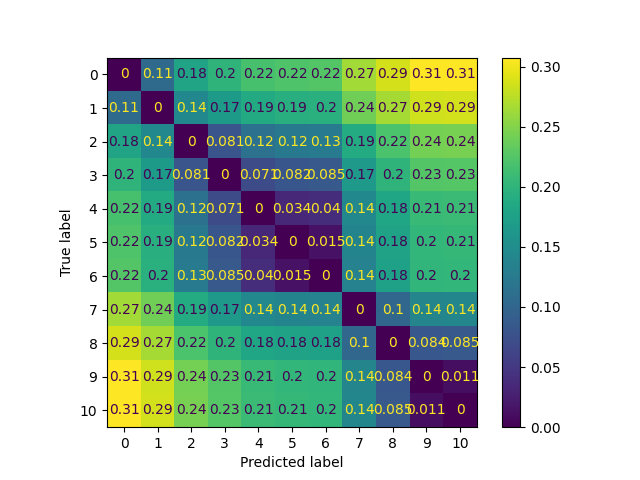 0 0 0.11 0.18 0.2 0.22 0.22 0.22 0.27 0.29 0.31 0.31 0.30
1 0.11 0 0.14 0.17 0.19 0.19 0.2 0.24 0.27 0.29 0.29
0.25
2 0.18 0.14 0 0.081 0.12 0.12 0.13 0.19 0.22 0.24 0.24
3 0.2 0.17 0.081 0 0.071 0.082 0.085 0.17 0.2 0.23 0.23
0.20
4 0.22 0.19 0.12 0.071 0 0.034 0.04 0.14 0.18 0.21 0.21
True label
5 0.22 0.19 0.12 0.082 0.034 0 0.015 0.14 0.18 0.2 0.21
0.15
6 0.22 0.2 0.13 0.085 0.04 0.015 0 0.14 0.18 0.2 0.2
7 0.27 0.24 0.19 0.17 0.14 0.14 0.14 0 0.1 0.14 0.14
0.10
8 0.29 0.27 0.22 0.2 0.18 0.18 0.18 0.1 0 0.084 0.085
0.05
9 0.31 0.29 0.24 0.23 0.21 0.2 0.2 0.14 0.084 0 0.011
10 0.31 0.29 0.24 0.23 0.21 0.21 0.2 0.14 0.085 0.011 0
0.00
0 1 2 3 4 5 6 7 8 9 10
Predicted label